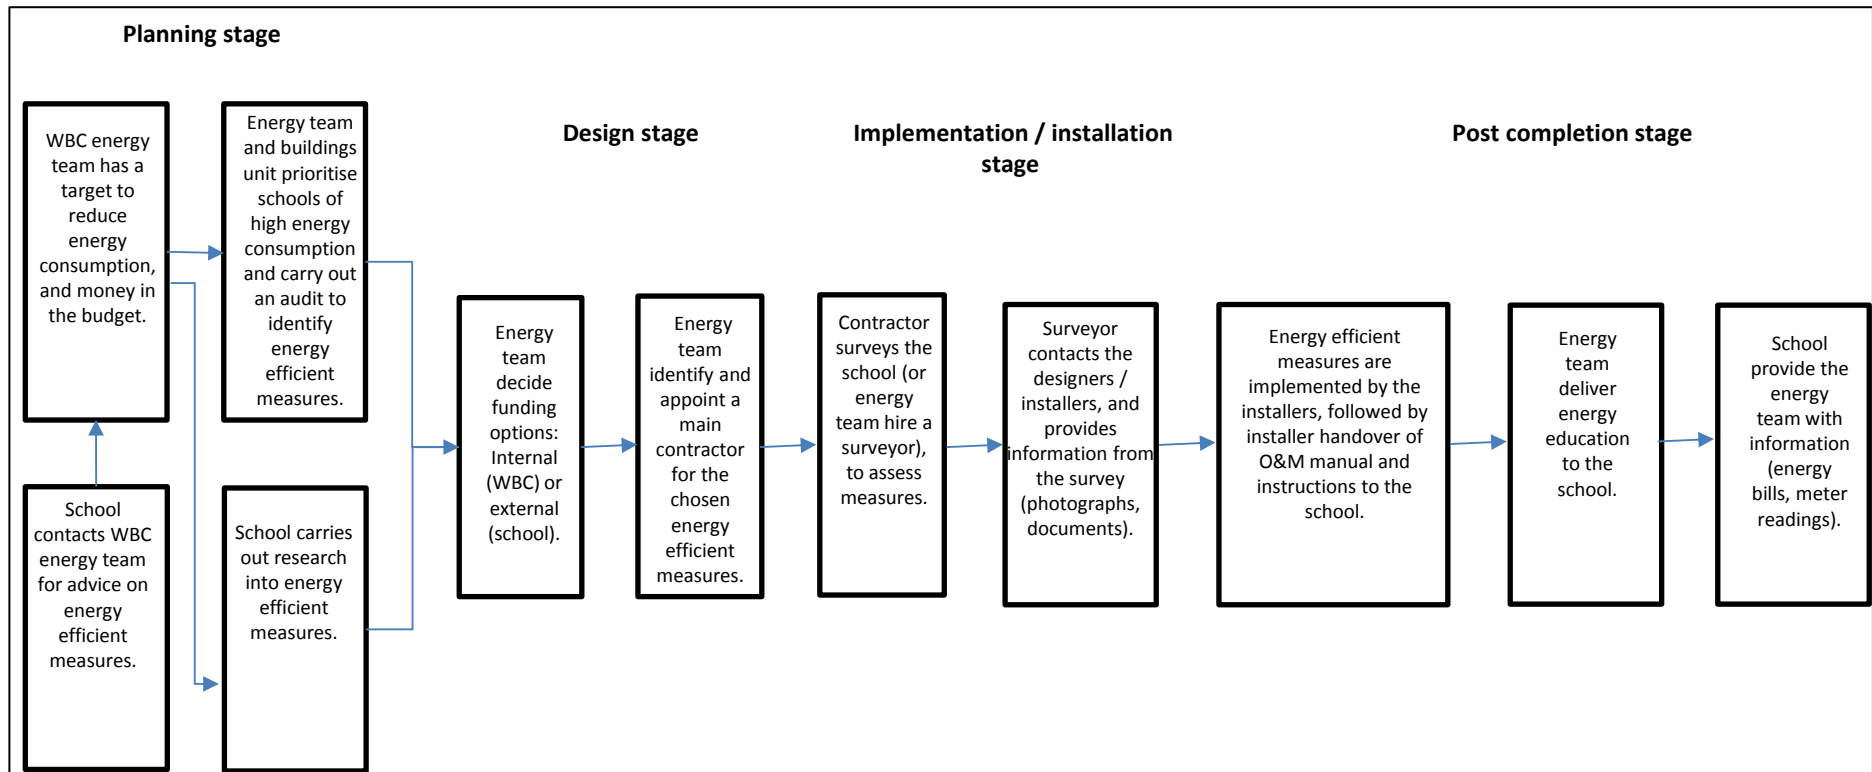 Planning stage
WBC energy
team has a
target to
reduce
energy
consumption,
and money in
the budget.
Energy team
and buildings
unit prioritise
schools of
high energy
consumption
and carry out
an audit to
identify
energy
efficient
measures.
School
contacts WBC
energy team
for advice on
energy
efficient
measures.
School carries
out research
into energy
efficient
measures.
Design stage
Energy
team
decide
funding
options:
Internal
(WBC) or
external
(school).
Energy
team
identify and
appoint a
main
contractor
for the
chosen
energy
efficient
measures.
Implementation / installation
stage
Contractor
surveys the
school (or
energy
team hire a
surveyor),
to assess
measures.
Surveyor
contacts the
designers /
installers, and
provides
information from
the survey
(photographs,
documents).
Energy efficient
measures are
implemented by the
installers, followed by
installer handover of
O&M manual and
instructions to the
school.
Post completion stage
Energy
team
deliver
energy
education
to the
school.
School
provide the
energy
team with
information
(energy
bills, meter
readings).